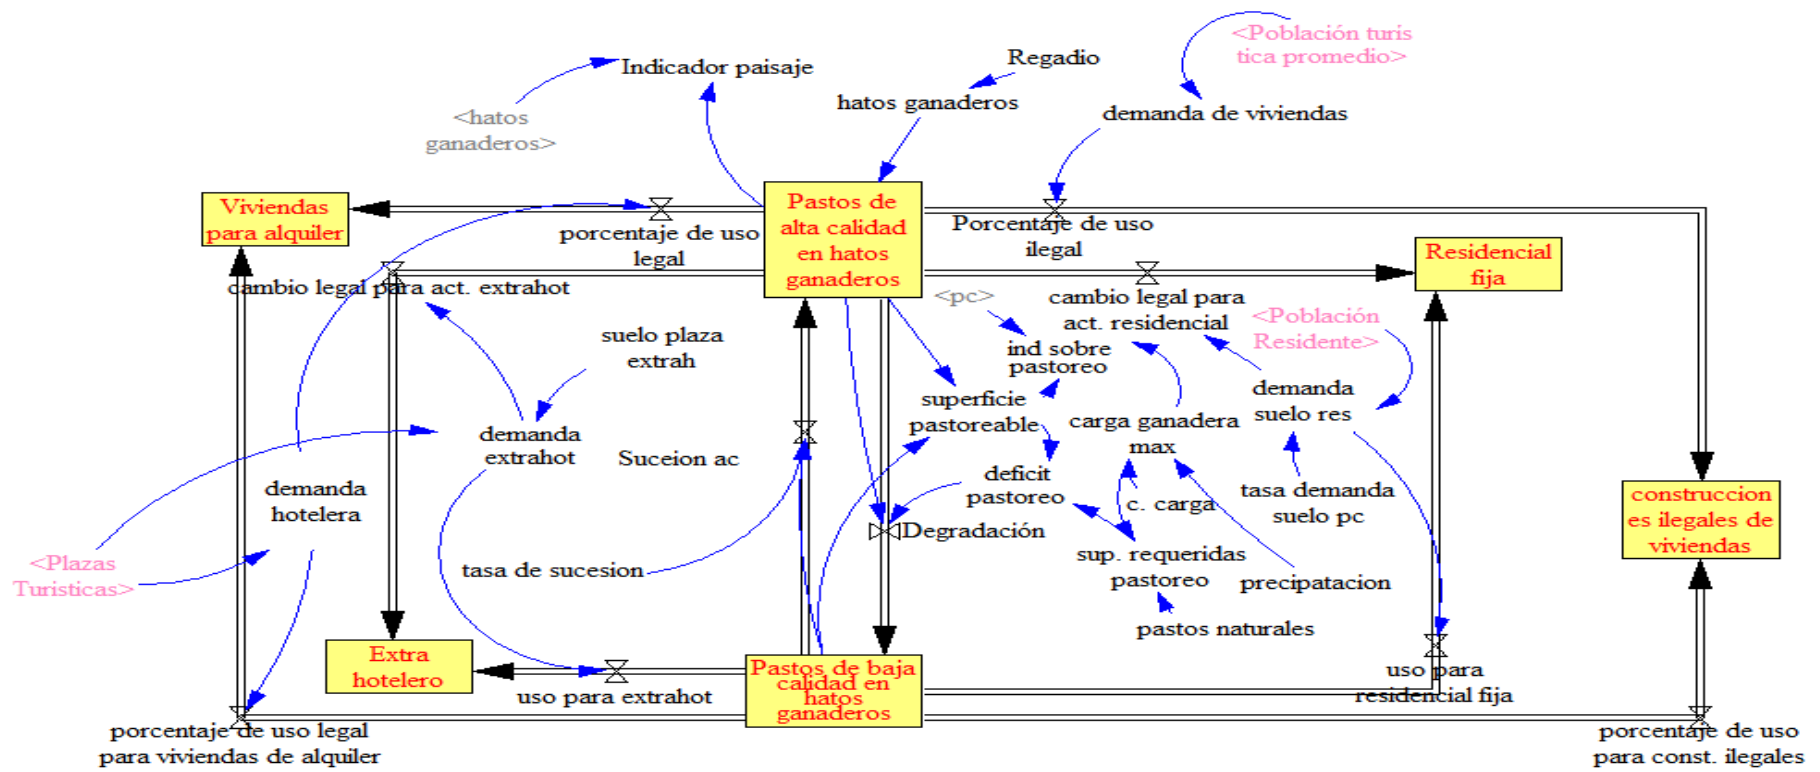 <Población turis
tica promedio>
Regadio
Indicador paisaje
hatos ganaderos
demanda de viviendas
<hatos
ganaderos>
Viviendas
para alquiler
Pastos de
alta calidad
en hatos
ganaderos
porcentaje de uso
legal
Porcentaje de uso
ilegal
Residencial
fija
cambio legal para act. extrahot
<pc>
cambio legal para
act. residencial
<Población
Residente>
suelo plaza
extrah
ind sobre
pastoreo
superficie
pastoreable
carga ganadera
max
demanda
suelo res
demanda
extrahot
Suceion ac
demanda
hotelera
deficit
pastoreo
c. carga
tasa demanda
suelo pc
construccion
es ilegales de
viviendas
Degradación
<Plazas
Turisticas>
tasa de sucesion
sup. requeridas
pastoreo
precipatacion
pastos naturales
Extra
hotelero
Pastos de baja
calidad en
hatos
ganaderos
uso para extrahot
uso para
residencial fija
porcentaje de uso legal
para viviendas de alquiler
porcentaje de uso
para const. ilegales